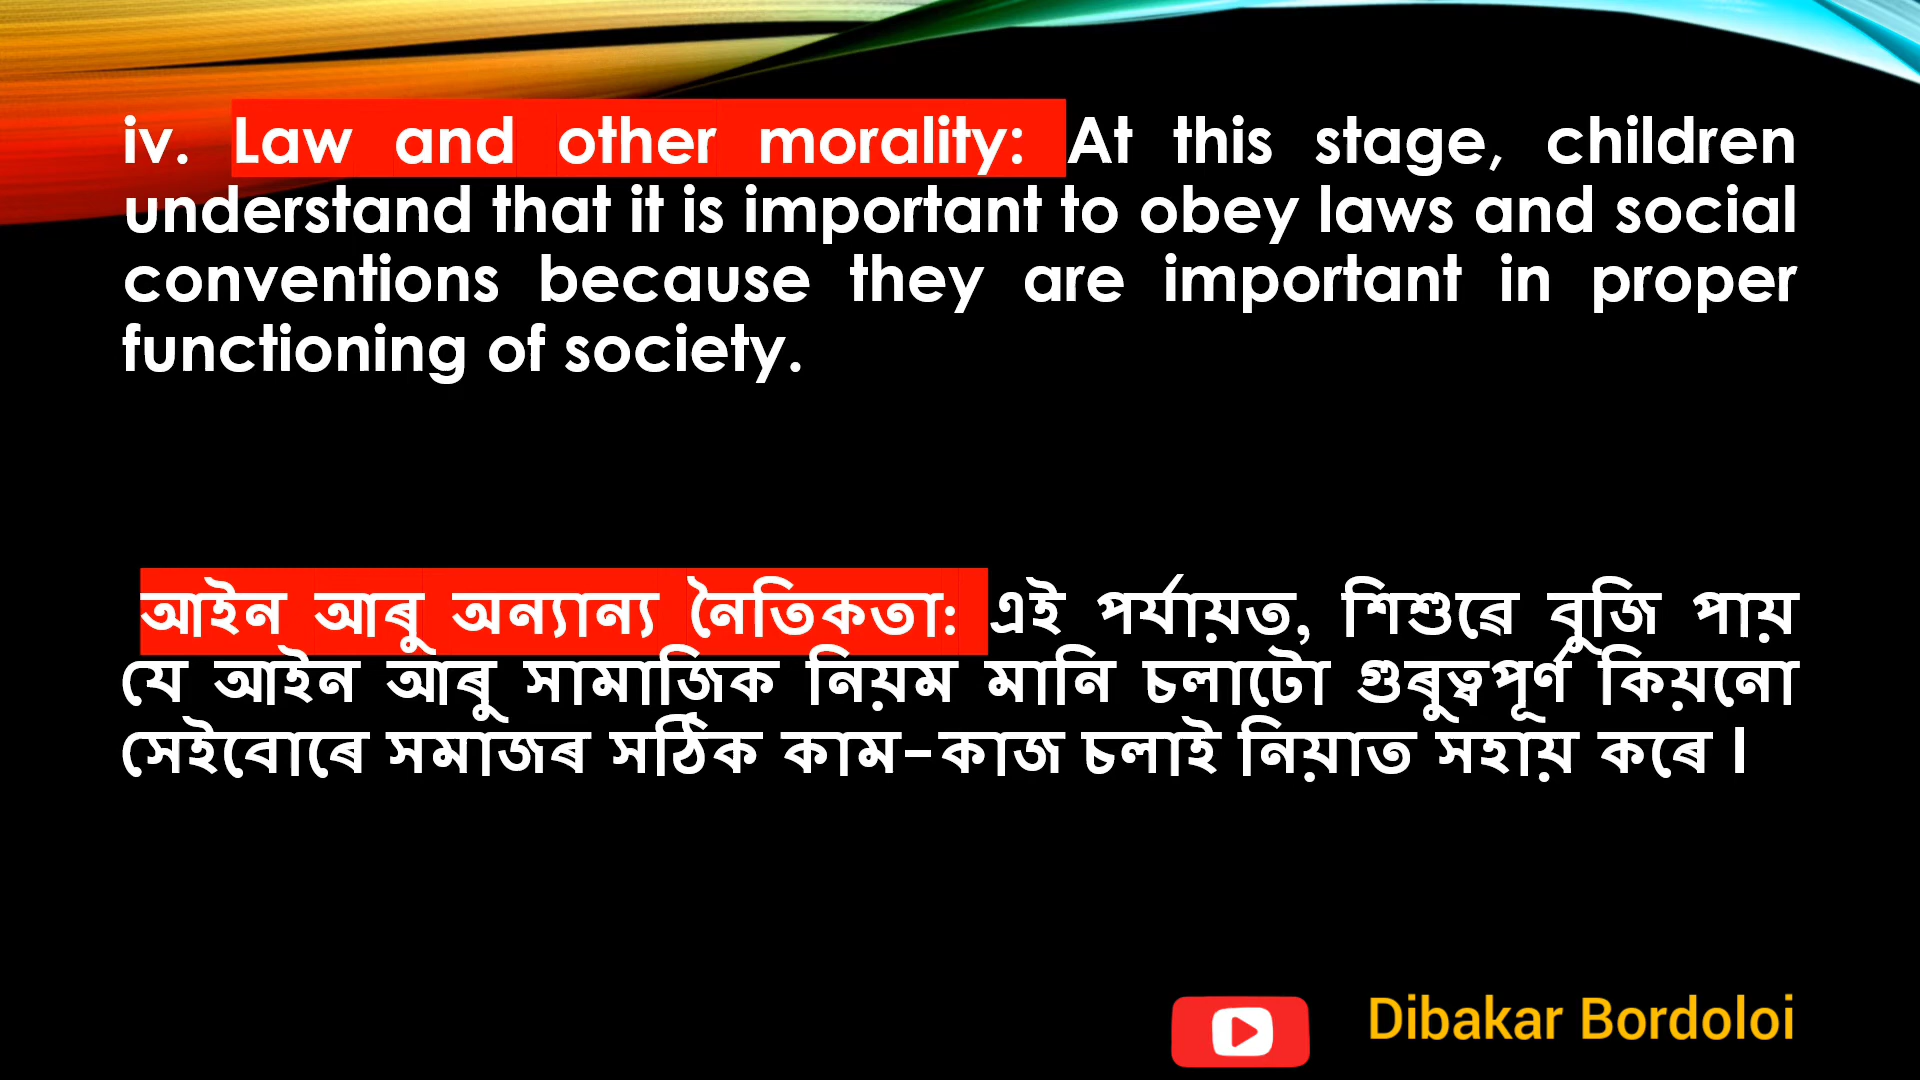 iv. Law and other morality: At this stage, children
understand that it is important to obey laws and social
conventions because they are important in proper
functioning of society.
আইন আৰু অন্যান্য নৈতিকতা: এই পৰ্যায়ত, শিশুৱে বুজি পায়
যে আইন আৰু সামাজিক নিয়ম মানি চলাটো গুৰুত্বপূৰ্ণ কিয়নো
সেইবোৰে সমাজৰ সঠিক কাম-কাজ চলাই নিয়াত সহায় কৰে ।
Dibakar Bordoloi